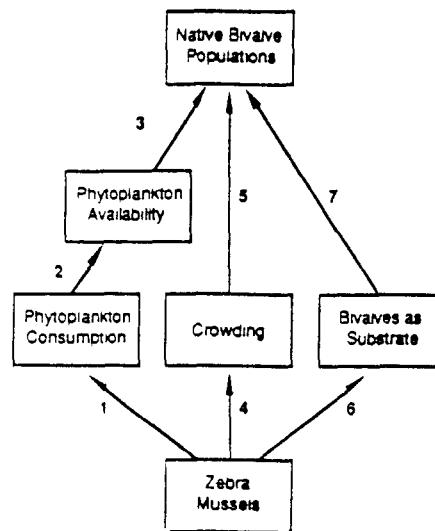 Native Bivalve
Populations
3
Phytoplankton
Availability
5
7
2
Phytoplankton
Consumption
Crowding
Bivalves as
Substrate
1
4
6
Zebra
Mussels